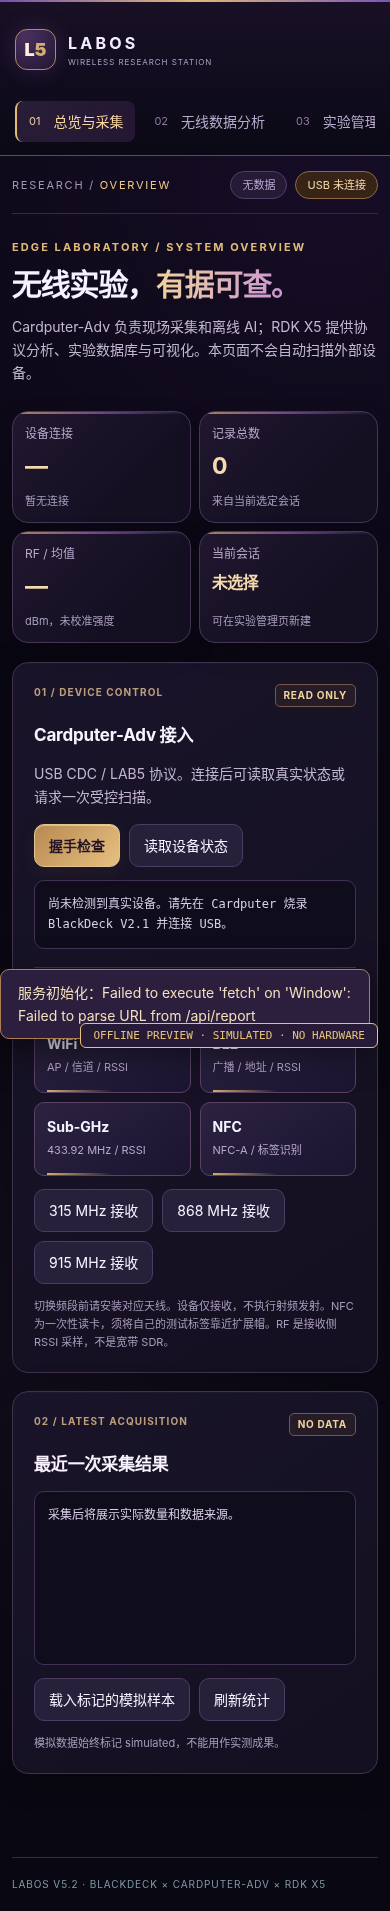 L5
LABOS
WIRELESS RESEARCH STATION
01 总览与采集 02 无线数据分析 03 实验管理
RESEARCH / OVERVIEW
无数据
USB 未连接
EDGE LABORATORY / SYSTEM OVERVIEW
无线实验，有据可查。
Cardputer-Adv 负责现场采集和离线 AI；RDK X5 提供协
议分析、实验数据库与可视化。本页面不会自动扫描外部设
备。
设备连接
—
暂无连接
记录总数
0
来自当前选定会话
RF / 均值
—
dBm，未校准强度
当前会话
未选择
可在实验管理页新建
01 / DEVICE CONTROL
READ ONLY
Cardputer-Adv 接入
USB CDC / LAB5 协议。连接后可读取真实状态或
请求一次受控扫描。
握手检查
读取设备状态
尚未检测到真实设备。请先在 Cardputer 烧录
BlackDeck V2.1 并连接 USB。
服务初始化：Failed to execute 'fetch' on 'Window':
Failed to parse URL from /api/report
OFFLINE PREVIEW · SIMULATED · NO HARDWARE
WiFi
AP / 信道 / RSSI
广播 / 地址 / RSSI
Sub-GHz
433.92 MHz / RSSI
NFC
NFC-A / 标签识别
315 MHz 接收
868 MHz 接收
915 MHz 接收
切换频段前请安装对应天线。设备仅接收，不执行射频发射。NFC
为一次性读卡，须将自己的测试标签靠近扩展帽。RF 是接收侧
RSSI 采样，不是宽带 SDR。
02 / LATEST ACQUISITION
NO DATA
最近一次采集结果
采集后将展示实际数量和数据来源。
载入标记的模拟样本
刷新统计
模拟数据始终标记 simulated，不能用作实测成果。
LABOS V5.2 · BLACKDECK × CARDPUTER-ADV × RDK X5